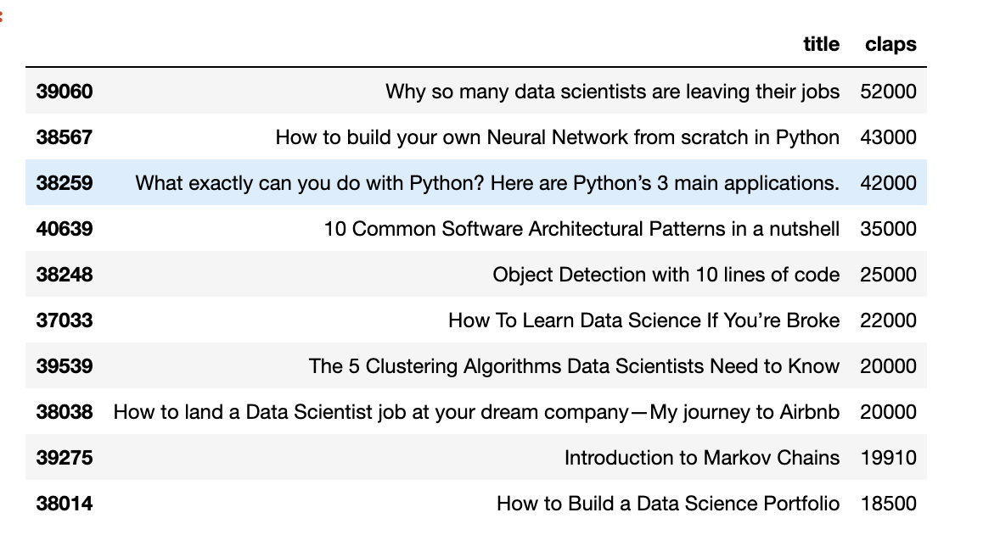 title claps
39060 Why so many data scientists are leaving their jobs 52000
38567 How to build your own Neural Network from scratch in Python 43000
38259 What exactly can you do with Python? Here are Python’s 3 main applications. 42000
40639 10 Common Software Architectural Patterns in a nutshell 35000
38248 Object Detection with 10 lines of code 25000
37033 How To Learn Data Science If You’re Broke 22000
39539 The 5 Clustering Algorithms Data Scientists Need to Know 20000
38038 How to land a Data Scientist job at your dream company—My journey to Airbnb 20000
39275 Introduction to Markov Chains 19910
38014 How to Build a Data Science Portfolio 18500